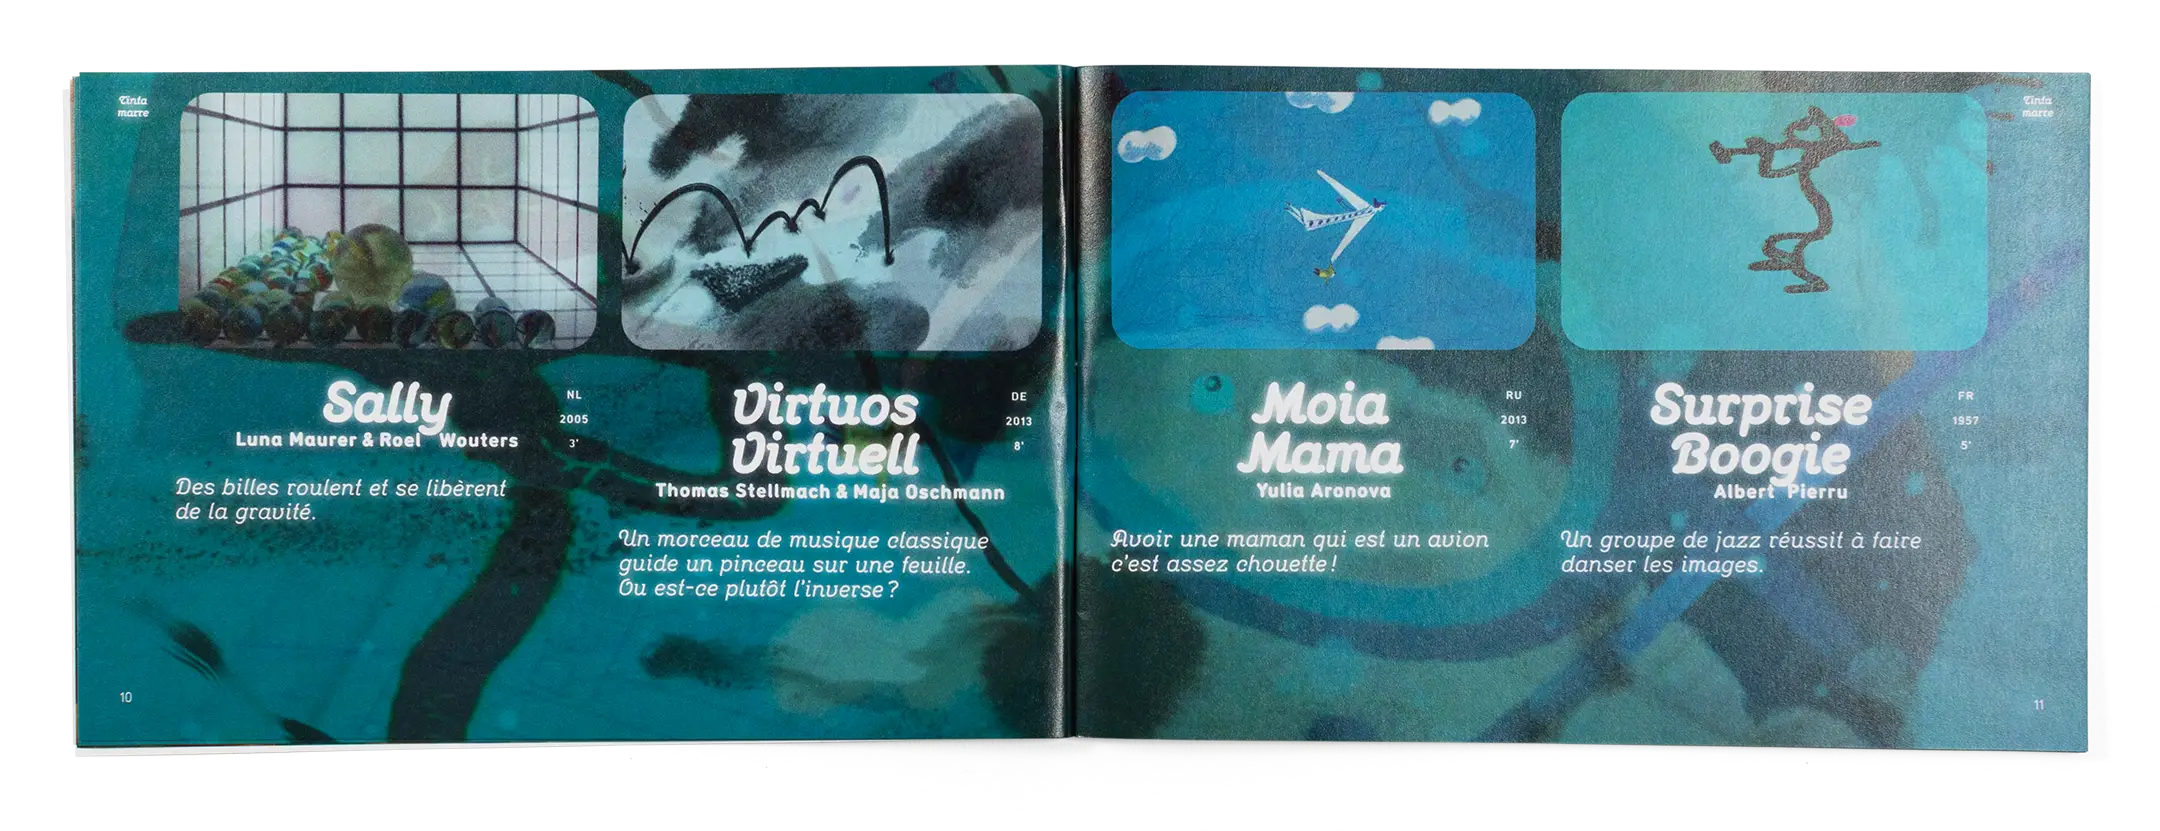 Tinta
marre
Sally
Luna Maurer & Roel Wouters
NL
2005
3'
Des billes roulent et se libèrent
de la gravité.
Virtuos
Virtuell
Thomas Stellmach & Maja Oschmann
DE
2013
8'
Un morceau de musique classique
guide un pinceau sur une feuille.
Ou est-ce plutôt l'inverse ?
10
Tinta
marre
Moia
Mama
Yulia Aronova
RU
2013
7'
Avoir une maman qui est un avion
c'est assez chouette !
Surprise
Boogie
Albert Pierru
FR
1957
5'
Un groupe de jazz réussit à faire
danser les images.
11